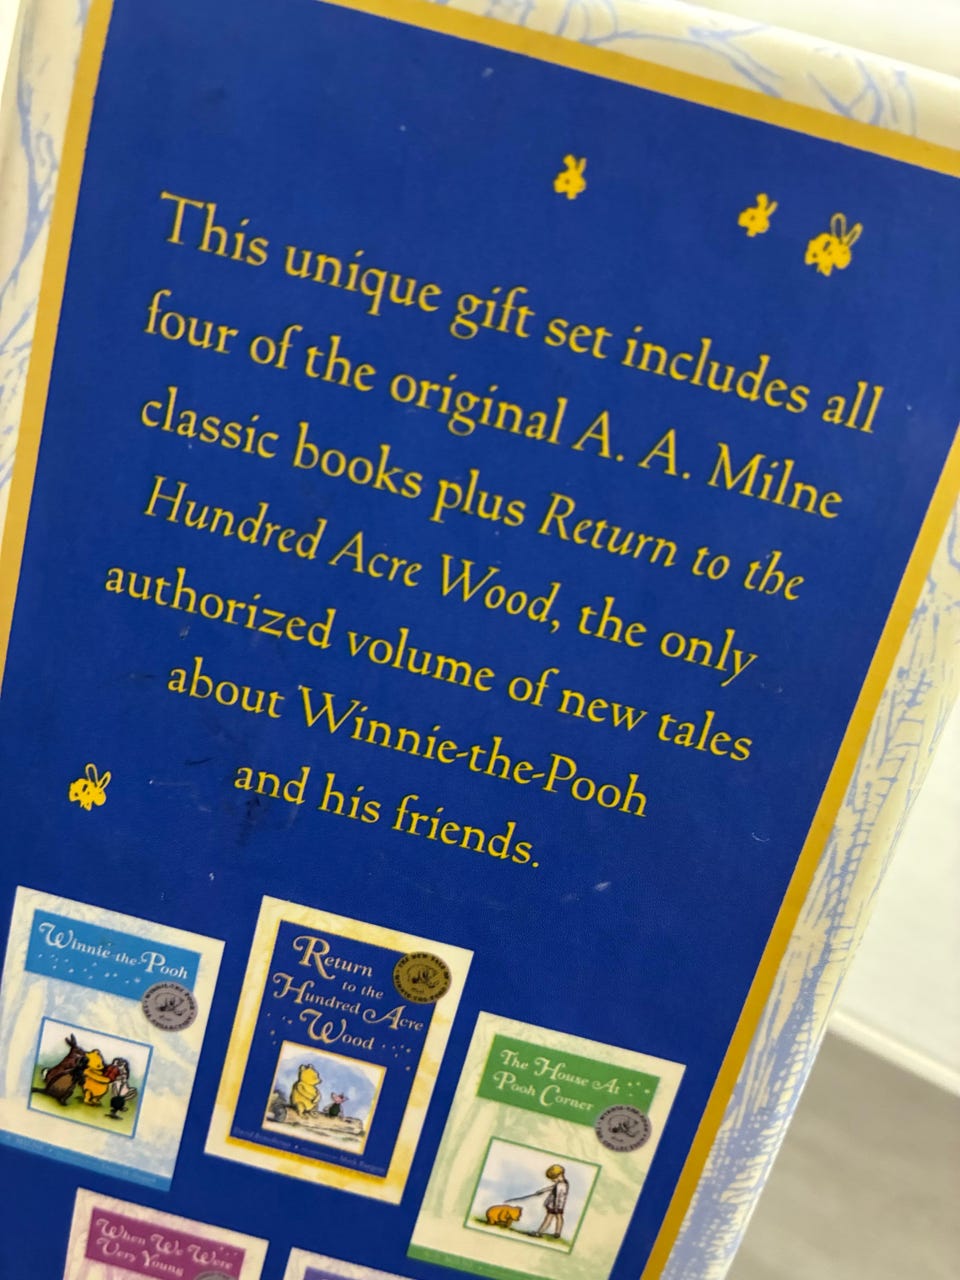 This unique gift set includes all
four of the original A. A. Milne
classic books plus Return to the
Hundred Acre Wood, the only
authorized volume of new tales
about Winnie-the-Pooh
and his friends.
Winnie-the-Pooh
Return
to the
Hundred Acre
Wood
The House At
Pooh Corner
When We Were
Very Young